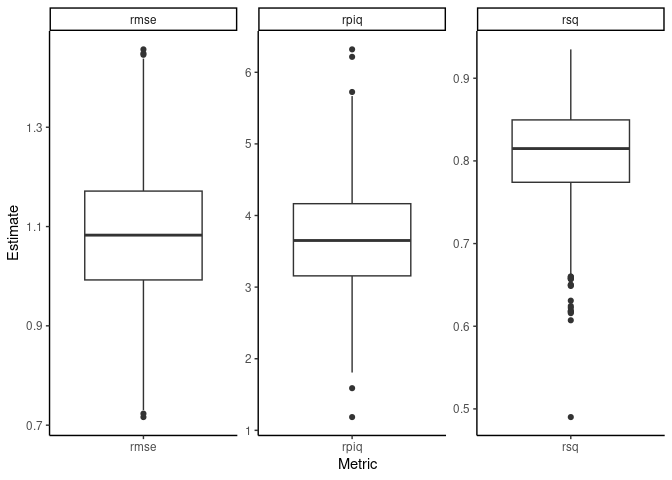 rmse
rpiq
rsq
Estimate
1.3
1.1
0.9
0.7
6
5
4
3
2
1
0.9
0.8
0.7
0.6
0.5
rmse
rpiq
rsq
Metric